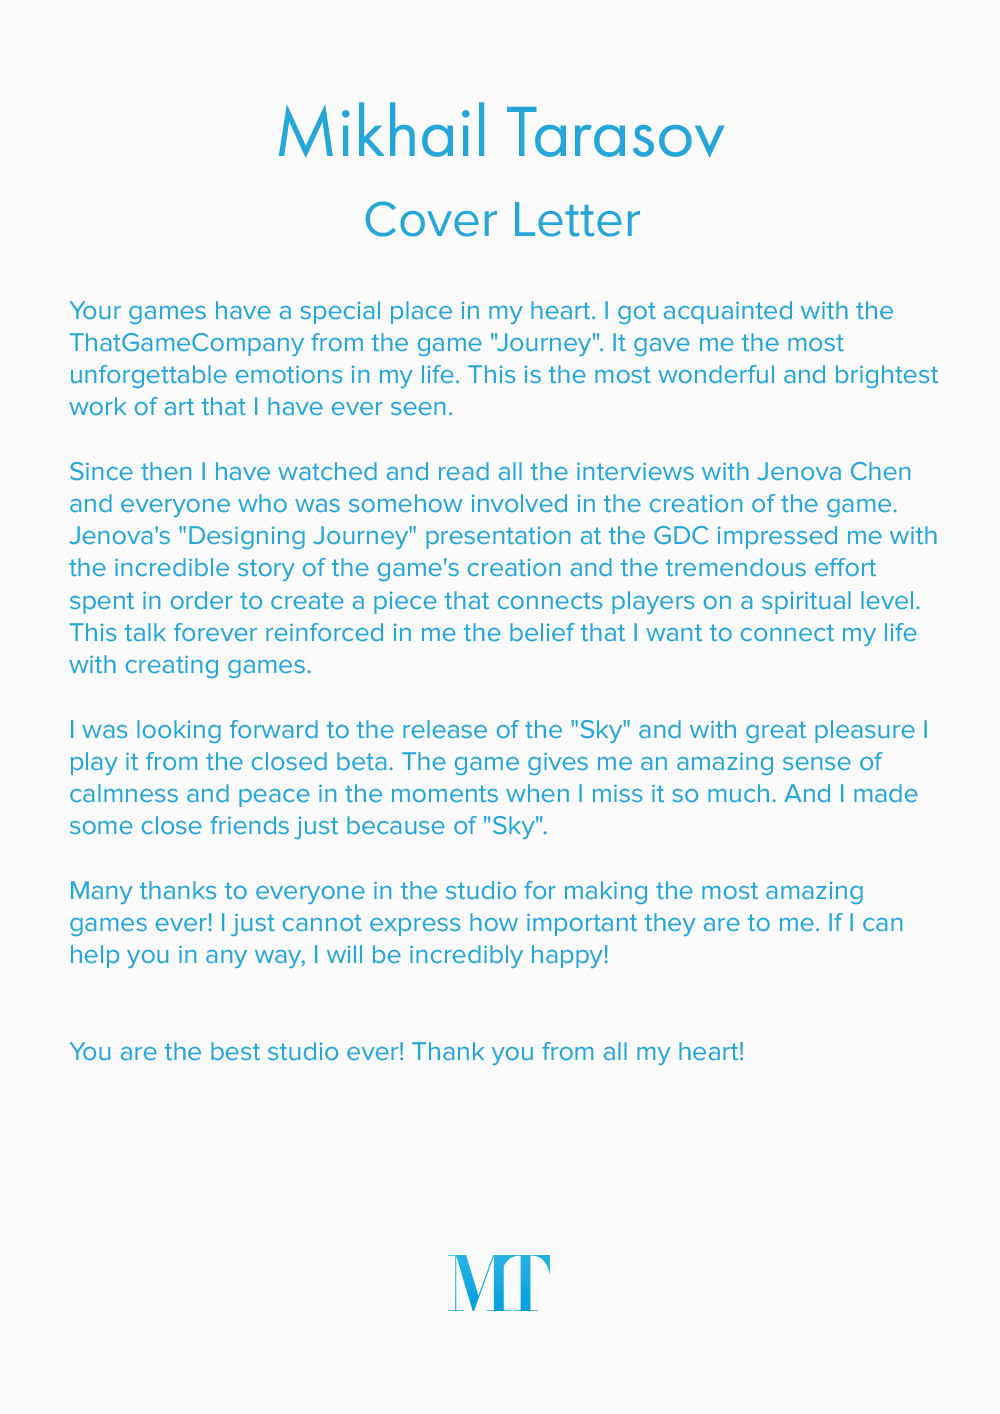 Mikhail Tarasov
Cover Letter
Your games have a special place in my heart. I got acquainted with the
ThatGameCompany from the game "Journey". It gave me the most
unforgettable emotions in my life. This is the most wonderful and brightest
work of art that I have ever seen.
Since then I have watched and read all the interviews with Jenova Chen
and everyone who was somehow involved in the creation of the game.
Jenova's "Designing Journey" presentation at the GDC impressed me with
the incredible story of the game's creation and the tremendous effort
spent in order to create a piece that connects players on a spiritual level.
This talk forever reinforced in me the belief that I want to connect my life
with creating games.
I was looking forward to the release of the "Sky" and with great pleasure I
play it from the closed beta. The game gives me an amazing sense of
calmness and peace in the moments when I miss it so much. And I made
some close friends just because of "Sky".
Many thanks to everyone in the studio for making the most amazing
games ever! I just cannot express how important they are to me. If I can
help you in any way, I will be incredibly happy!
You are the best studio ever! Thank you from all my heart!
MT